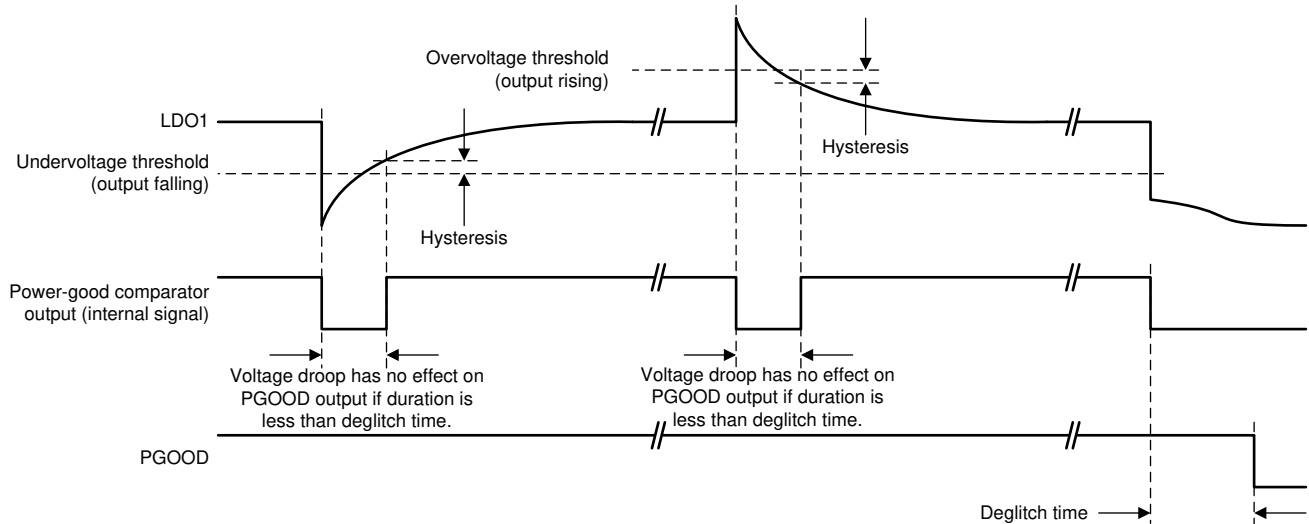 Overvoltage threshold
(output rising)
LDO1
Hysteresis
Undervoltage threshold
(output falling)
Hysteresis
Power-good comparator
output (internal signal)
Voltage droop has no effect on
PGOOD output if duration is
less than deglitch time.
Voltage droop has no effect on
PGOOD output if duration is
less than deglitch time.
PGOOD
Deglitch time